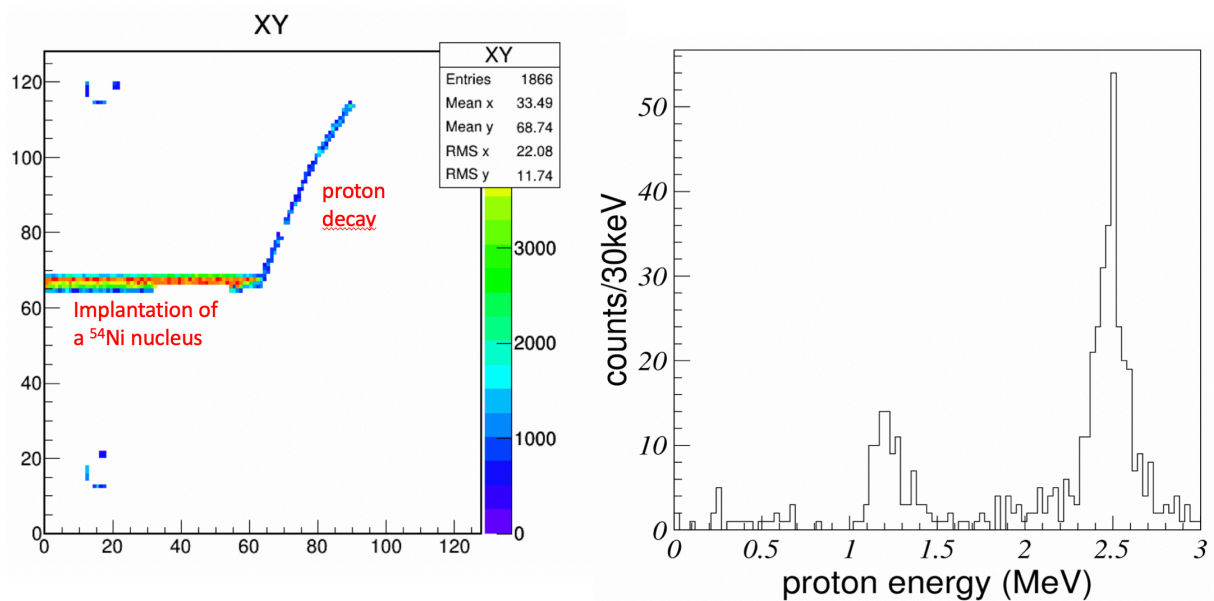 XY
XY
Entries 1866
Mean x 33.49
Mean y 68.74
RMS x 22.08
RMS y 11.74
120
100
80
60
40
20
0
0 20 40 60 80 100 120
proton
decay
Implantation of
a ⁵⁴Ni nucleus
3000
2000
1000
0
counts/30keV
50
40
30
20
10
0
0 0.5 1 1.5 2 2.5 3
proton energy (MeV)